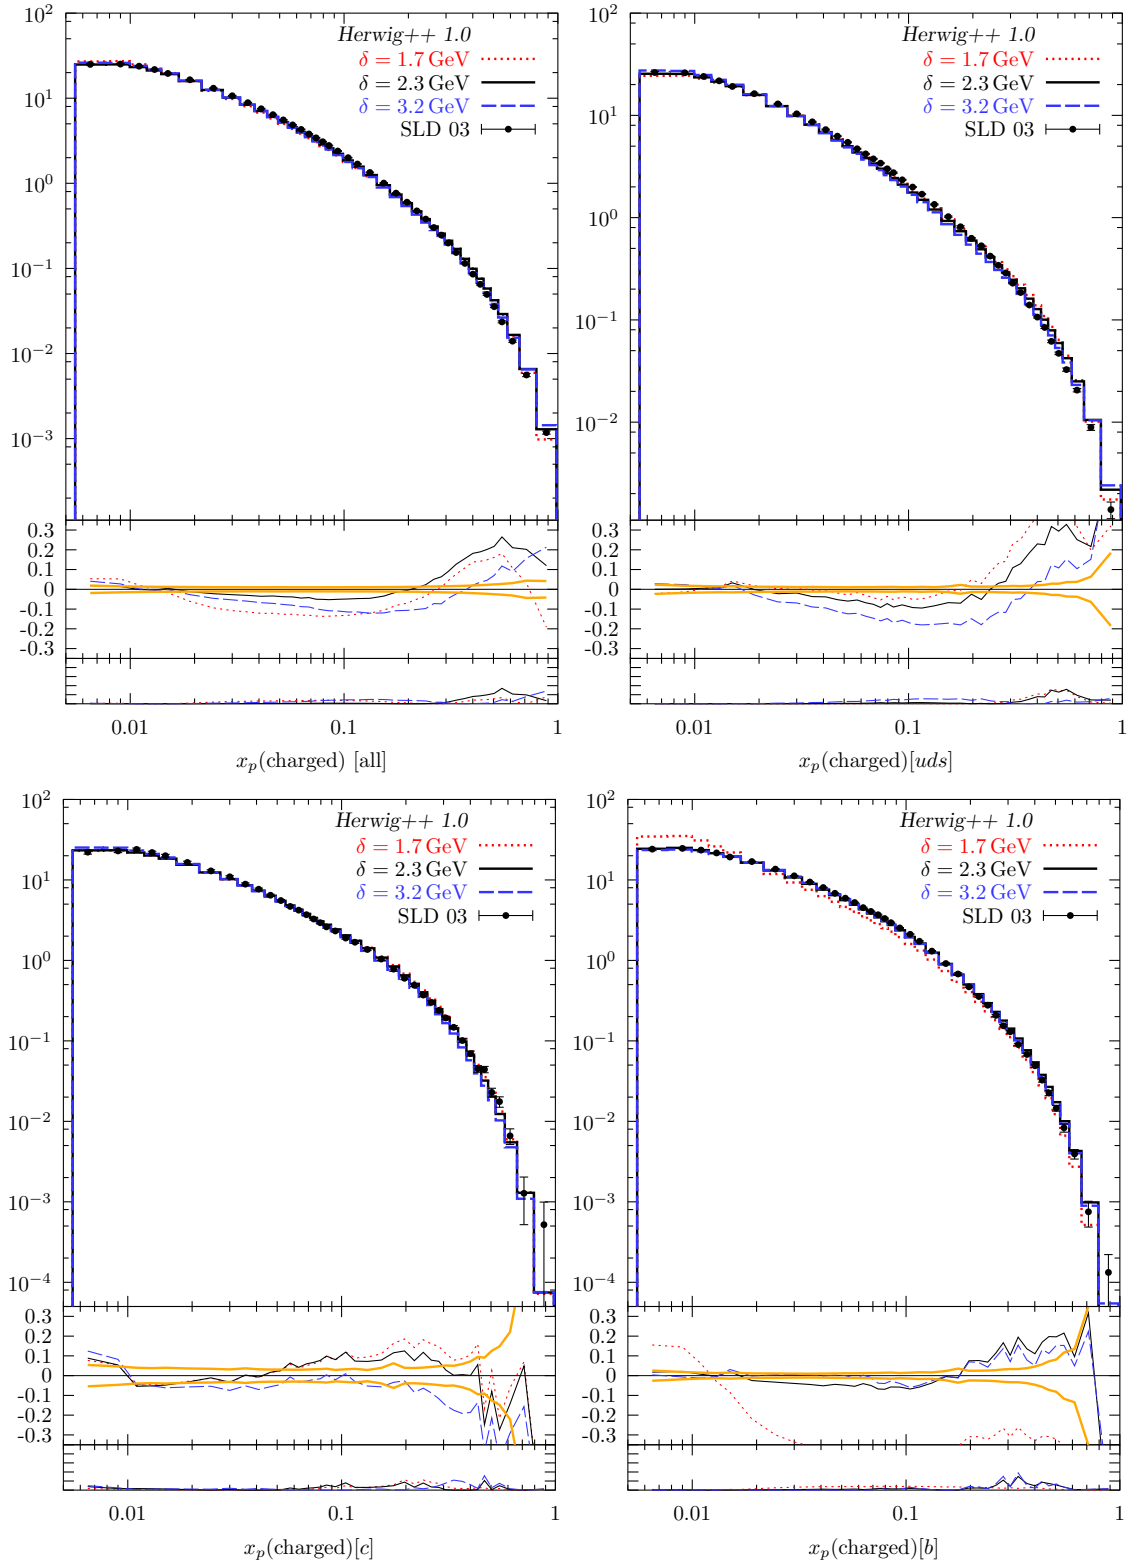 10^2
10^1
10^0
10^-1
10^-2
10^-3
Herwig++ 1.0
δ = 1.7 GeV
δ = 2.3 GeV
δ = 3.2 GeV
SLD 03
0.3
0.2
0.1
0
-0.1
-0.2
-0.3
0.01 0.1 1
x_p(charged) [all]
10^2
10^1
10^0
10^-1
10^-2
Herwig++ 1.0
δ = 1.7 GeV
δ = 2.3 GeV
δ = 3.2 GeV
SLD 03
0.3
0.2
0.1
0
-0.1
-0.2
-0.3
0.01 0.1 1
x_p(charged)[uds]
10^2
10^1
10^0
10^-1
10^-2
10^-3
10^-4
Herwig++ 1.0
δ = 1.7 GeV
δ = 2.3 GeV
δ = 3.2 GeV
SLD 03
0.3
0.2
0.1
0
-0.1
-0.2
-0.3
0.01 0.1 1
x_p(charged)[c]
10^2
10^1
10^0
10^-1
10^-2
10^-3
10^-4
Herwig++ 1.0
δ = 1.7 GeV
δ = 2.3 GeV
δ = 3.2 GeV
SLD 03
0.3
0.2
0.1
0
-0.1
-0.2
-0.3
0.01 0.1 1
x_p(charged)[b]